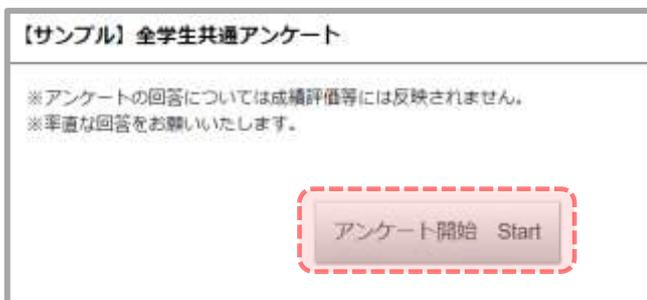 【サンプル】全学生共通アンケート
※アンケートの回答については成績評価等には反映されません。
※率直な回答をお願いいたします。
アンケート開始　Start